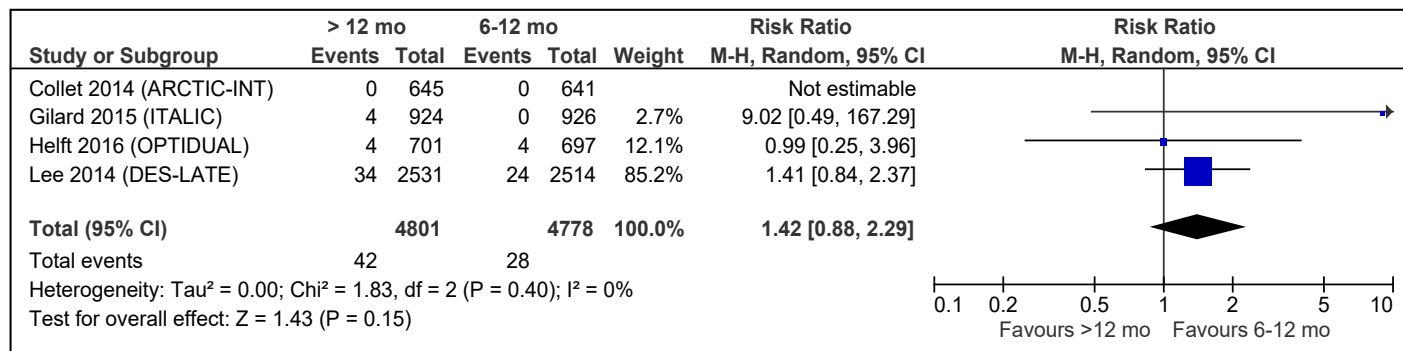 > 12 mo 6-12 mo Risk Ratio Risk Ratio
Study or Subgroup Events Total Events Total Weight M-H, Random, 95% CI M-H, Random, 95% CI
Collet 2014 (ARCTIC-INT) 0 645 0 641 Not estimable
Gilard 2015 (ITALIC) 4 924 0 926 2.7% 9.02 [0.49, 167.29]
Helft 2016 (OPTIDUAL) 4 701 4 697 12.1% 0.99 [0.25, 3.96]
Lee 2014 (DES-LATE) 34 2531 24 2514 85.2% 1.41 [0.84, 2.37]
Total (95% CI) 4801 4778 100.0% 1.42 [0.88, 2.29]
Total events 42 28
Heterogeneity: Tau² = 0.00; Chi² = 1.83, df = 2 (P = 0.40); I² = 0%
Test for overall effect: Z = 1.43 (P = 0.15)
0.1 0.2 0.5 1 2 5 10
Favours >12 mo Favours 6-12 mo